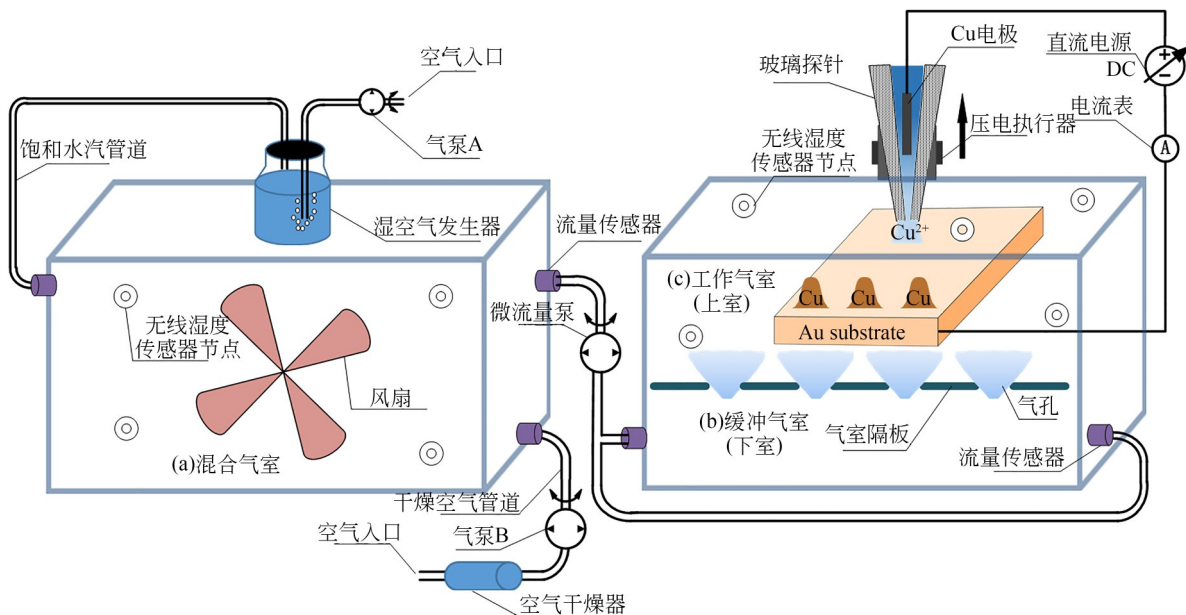 空气入口
气泵A
饱和水汽管道
湿空气发生器
流量传感器
无线湿度
传感器节点
风扇
(a)混合气室
微流量泵
干燥空气管道
气泵B
空气入口
空气干燥器
Cu电极
玻璃探针
直流电源
DC
电流表
A
压电执行器
无线湿度
传感器节点
Cu²⁺
(c)工作气室
(上室)
Cu
Cu
Cu
Au substrate
(b)缓冲气室
(下室)
气室隔板
气孔
流量传感器